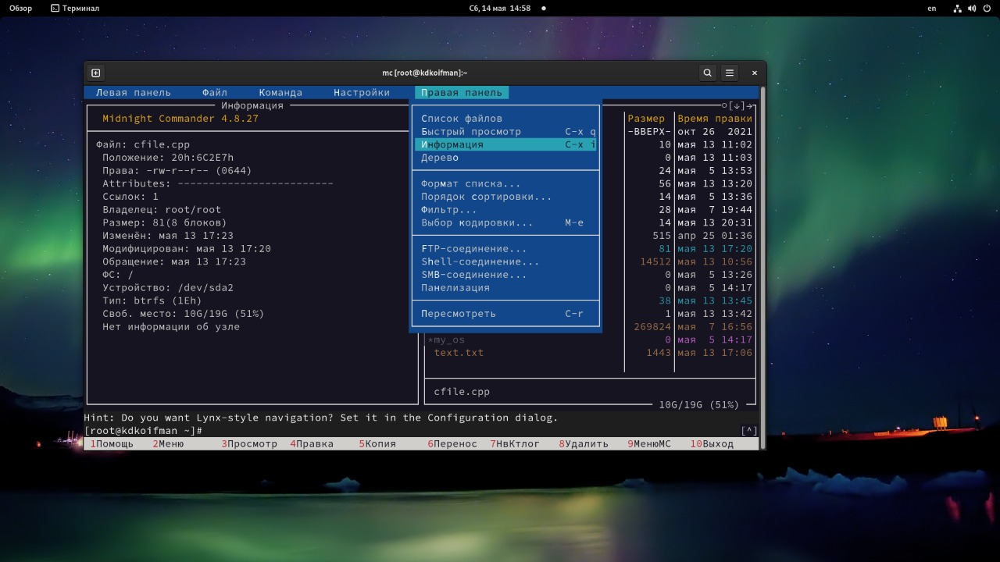 Обзор Терминал Сб, 14 мая 14:58 en
mc [root@kdkoifman]:~
Левая панель Файл Команда Настройки Правая панель
Информация
Midnight Commander 4.8.27
Файл: cfile.cpp
Положение: 20h:6C2E7h
Права: -rw-r--r-- (0644)
Attributes: -------------------------
Ссылок: 1
Владелец: root/root
Размер: 81(8 блоков)
Изменён: мая 13 17:23
Модифицирован: мая 13 17:20
Обращение: мая 13 17:23
ФС: /
Устройство: /dev/sda2
Тип: btrfs (1Eh)
Своб. место: 10G/19G (51%)
Нет информации об узле
Список файлов
Быстрый просмотр C-x q
Информация C-x i
Дерево
Формат списка...
Порядок сортировки...
Фильтр...
Выбор кодировки... M-e
FTP-соединение...
Shell-соединение...
SMB-соединение...
Панелизация
Пересмотреть C-r
[↓]
Размер Время правки
-ВВЕРХ- окт 26 2021
10 мая 13 11:02
0 мая 13 11:03
24 мая 5 13:53
56 мая 13 13:20
14 мая 5 13:36
28 мая 7 19:44
14 мая 13 20:31
515 апр 25 01:36
81 мая 13 17:20
14512 мая 13 10:56
0 мая 5 13:26
0 мая 5 14:17
38 мая 13 13:45
1 мая 13 13:42
269824 мая 7 16:56
*my_os 0 мая 5 14:17
text.txt 1443 мая 13 17:06
cfile.cpp
10G/19G (51%)
Hint: Do you want Lynx-style navigation? Set it in the Configuration dialog.
[root@kdkoifman ~]# [^]
1Помощь 2Меню 3Просмотр 4Правка 5Копия 6Перенос 7НвКтлог 8Удалить 9МенюМС 10Выход